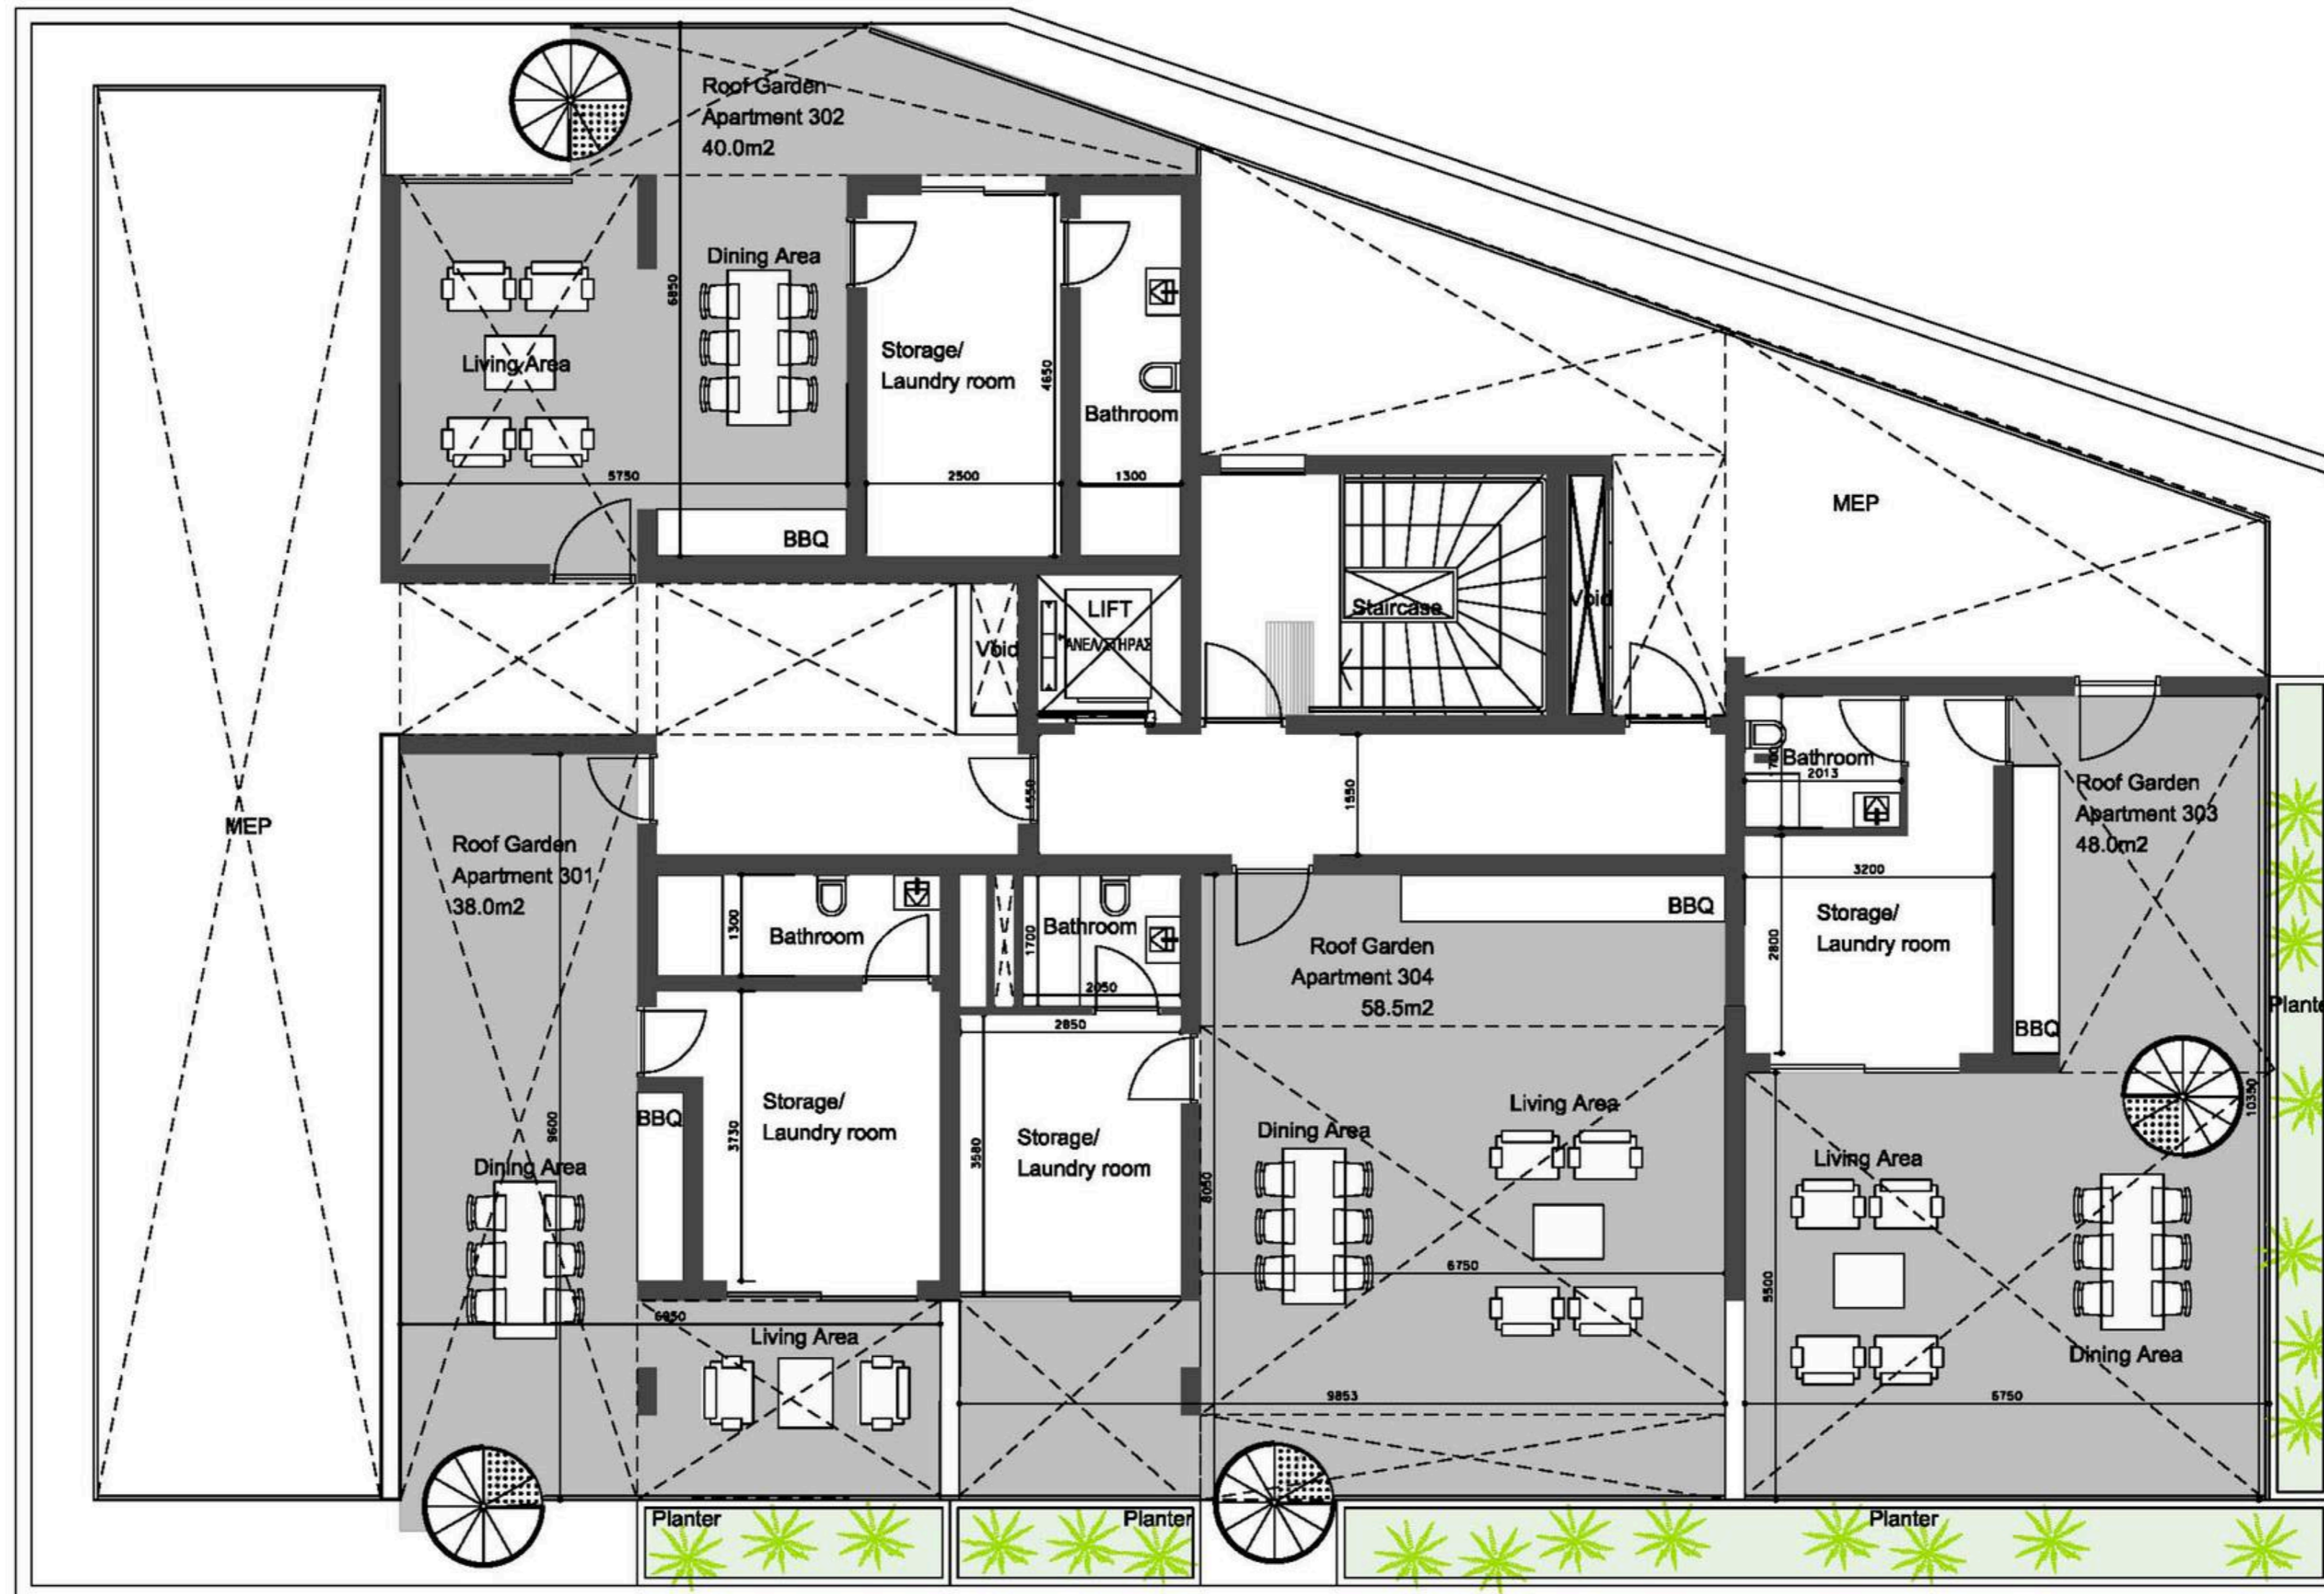 Roof Garden
Apartment 302
40.0m2
Dining Area
6850
Living Area
Storage/
Laundry room
4650
Bathroom
5750
2500
1300
BBQ
MEP
LIFT
ΑΝΕΛΚΥΣΤΗΡΑΣ
Staircase
Void
Void
MEP
Roof Garden
Apartment 301
38.0m2
1550
1550
Bathroom
1700
2013
Roof Garden
Apartment 303
48.0m2
3200
Storage/
Laundry room
2800
BBQ
Planter
1300
Bathroom
1700
Bathroom
2050
2850
BBQ
Roof Garden
Apartment 304
58.5m2
9600
Dining Area
BBQ
3730
Storage/
Laundry room
3580
Storage/
Laundry room
8050
Dining Area
Living Area
6750
Living Area
10350
5500
Dining Area
6750
6950
Living Area
9853
Planter
Planter
Planter